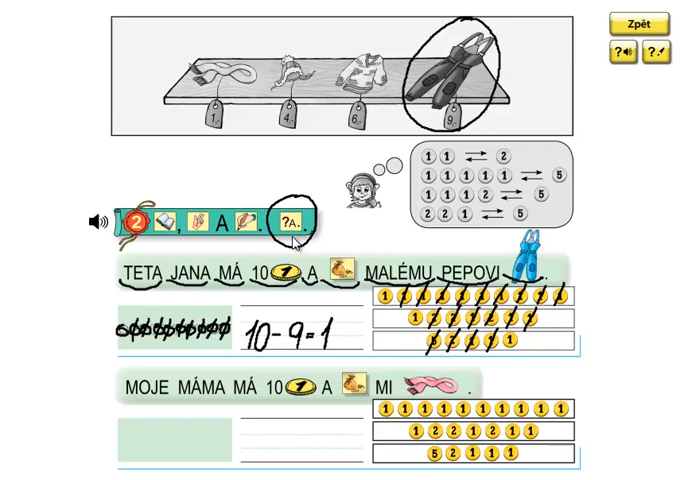 Zpět
? ?
1,- 4,- 6,- 9,-
1 1 ⇄ 2
1 1 1 1 1 ⇄ 5
1 1 1 2 ⇄ 5
2 2 1 ⇄ 5
2 , A . ?A. .
TETA JANA MÁ 10 1 A MALÉMU PEPOVI .
1 1 1 1 1 1 1 1 1 1
1 2 2 1 2 1 1
10-9=1
5 2 1 1 1
MOJE MÁMA MÁ 10 1 A MI .
1 1 1 1 1 1 1 1 1 1
1 2 2 1 2 1 1
5 2 1 1 1